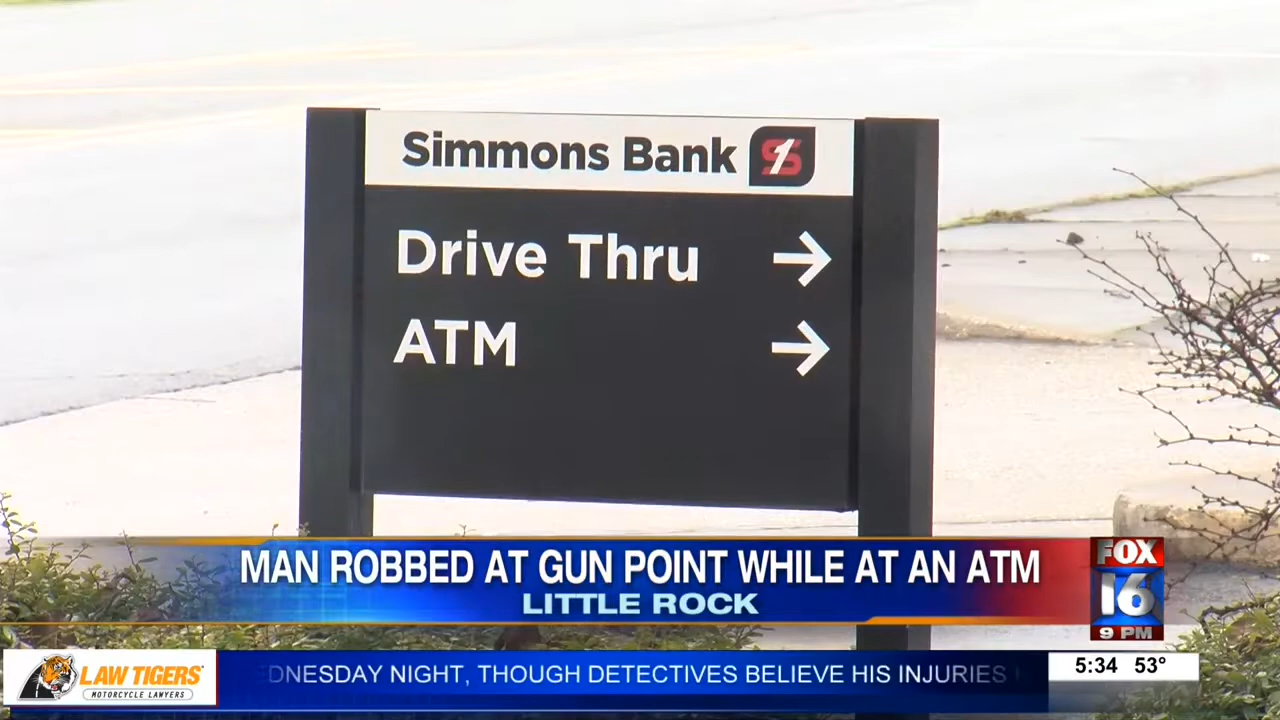 Simmons Bank
Drive Thru →
ATM →
MAN ROBBED AT GUN POINT WHILE AT AN ATM
LITTLE ROCK
FOX
16
9 PM
LAW TIGERS
MOTORCYCLE LAWYERS
NIGHT, THOUGH DETECTIVES BELIEVE HIS INJURIES
5:34 53°